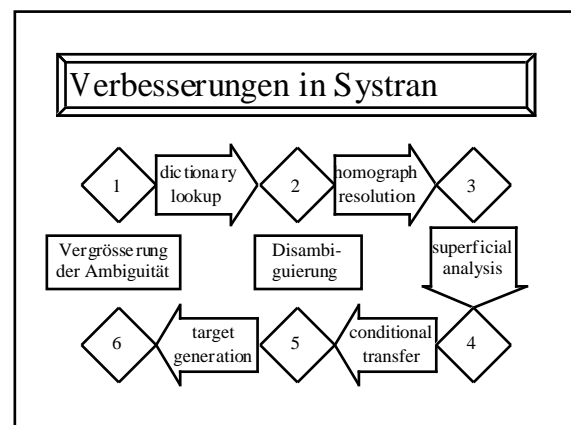 Verbesserungen in Systran
1
dictionary
lookup
2
homograph
resolution
3
Vergrösserung
der Ambiguität
Disambi-
guierung
superficial
analysis
6
target
generation
5
conditional
transfer
4